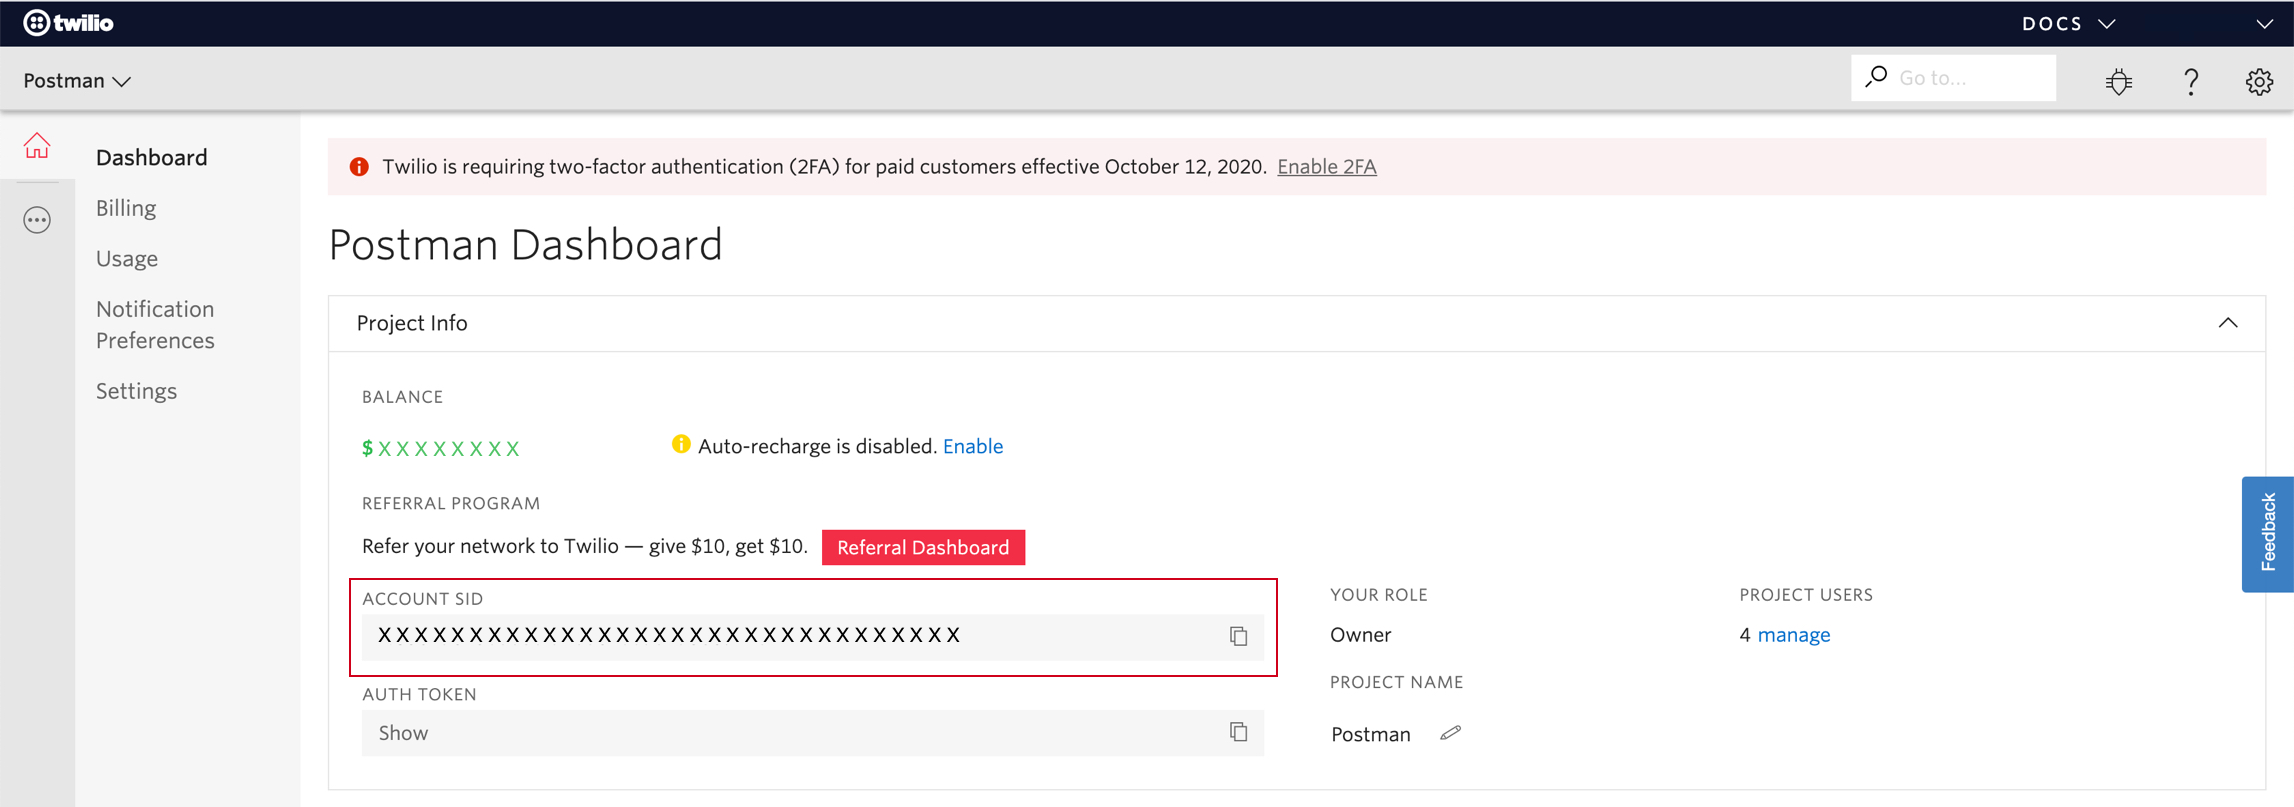 twilio
DOCS
Postman
Go to...
Dashboard
Billing
Usage
Notification
Preferences
Settings
Twilio is requiring two-factor authentication (2FA) for paid customers effective October 12, 2020. Enable 2FA
Postman Dashboard
Project Info
BALANCE
$XXXXXXXX
Auto-recharge is disabled. Enable
REFERRAL PROGRAM
Refer your network to Twilio — give $10, get $10. Referral Dashboard
ACCOUNT SID
XXXXXXXXXXXXXXXXXXXXXXXXXXXXXXXX
AUTH TOKEN
Show
YOUR ROLE
Owner
PROJECT USERS
4 manage
PROJECT NAME
Postman
Feedback